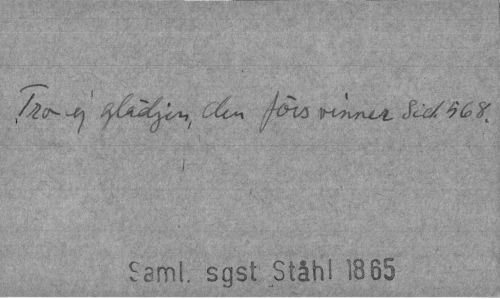 Tro ej glädjen, den försvinner Sid 568.
Saml. sgst Ståhl 1865